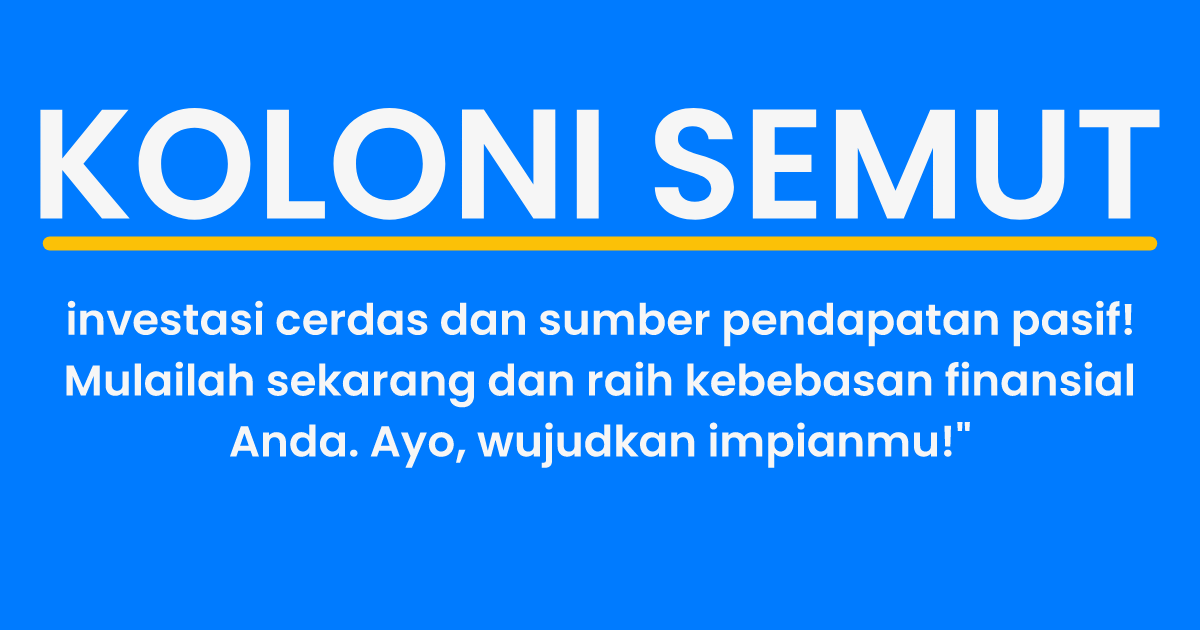 KOLONI SEMUT
investasi cerdas dan sumber pendapatan pasif!
Mulailah sekarang dan raih kebebasan finansial
Anda. Ayo, wujudkan impianmu!"